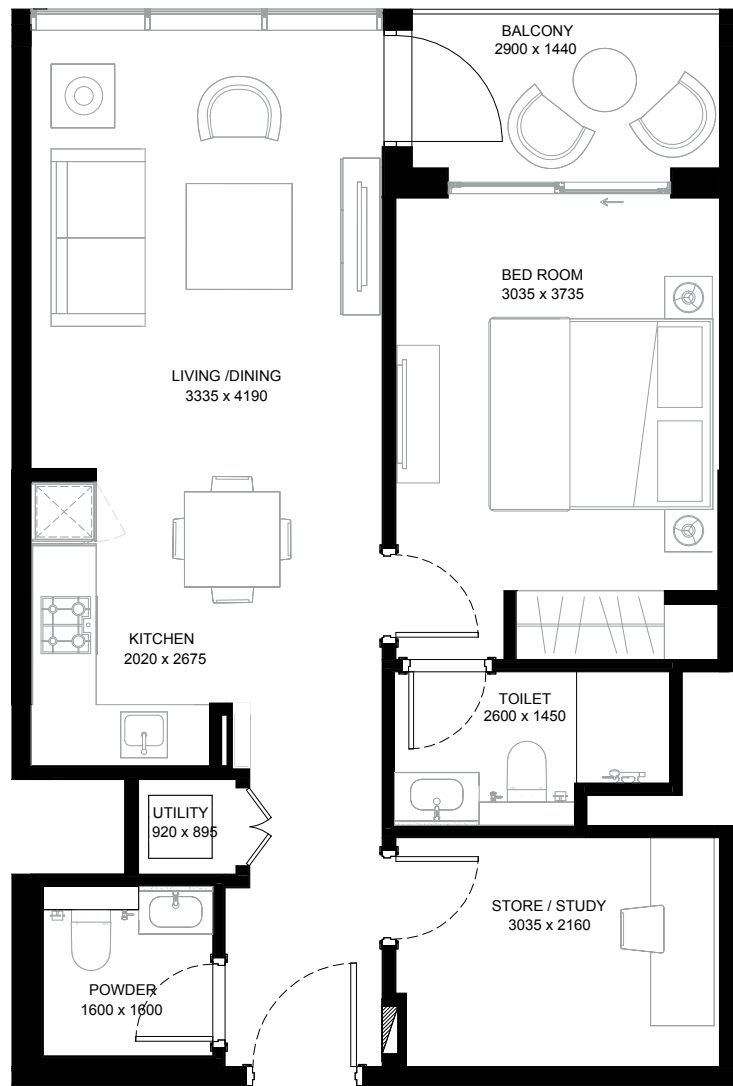 BALCONY
2900 x 1440
BED ROOM
3035 x 3735
LIVING /DINING
3335 x 4190
KITCHEN
2020 x 2675
TOILET
2600 x 1450
UTILITY
920 x 895
STORE / STUDY
3035 x 2160
POWDER
1600 x 1600